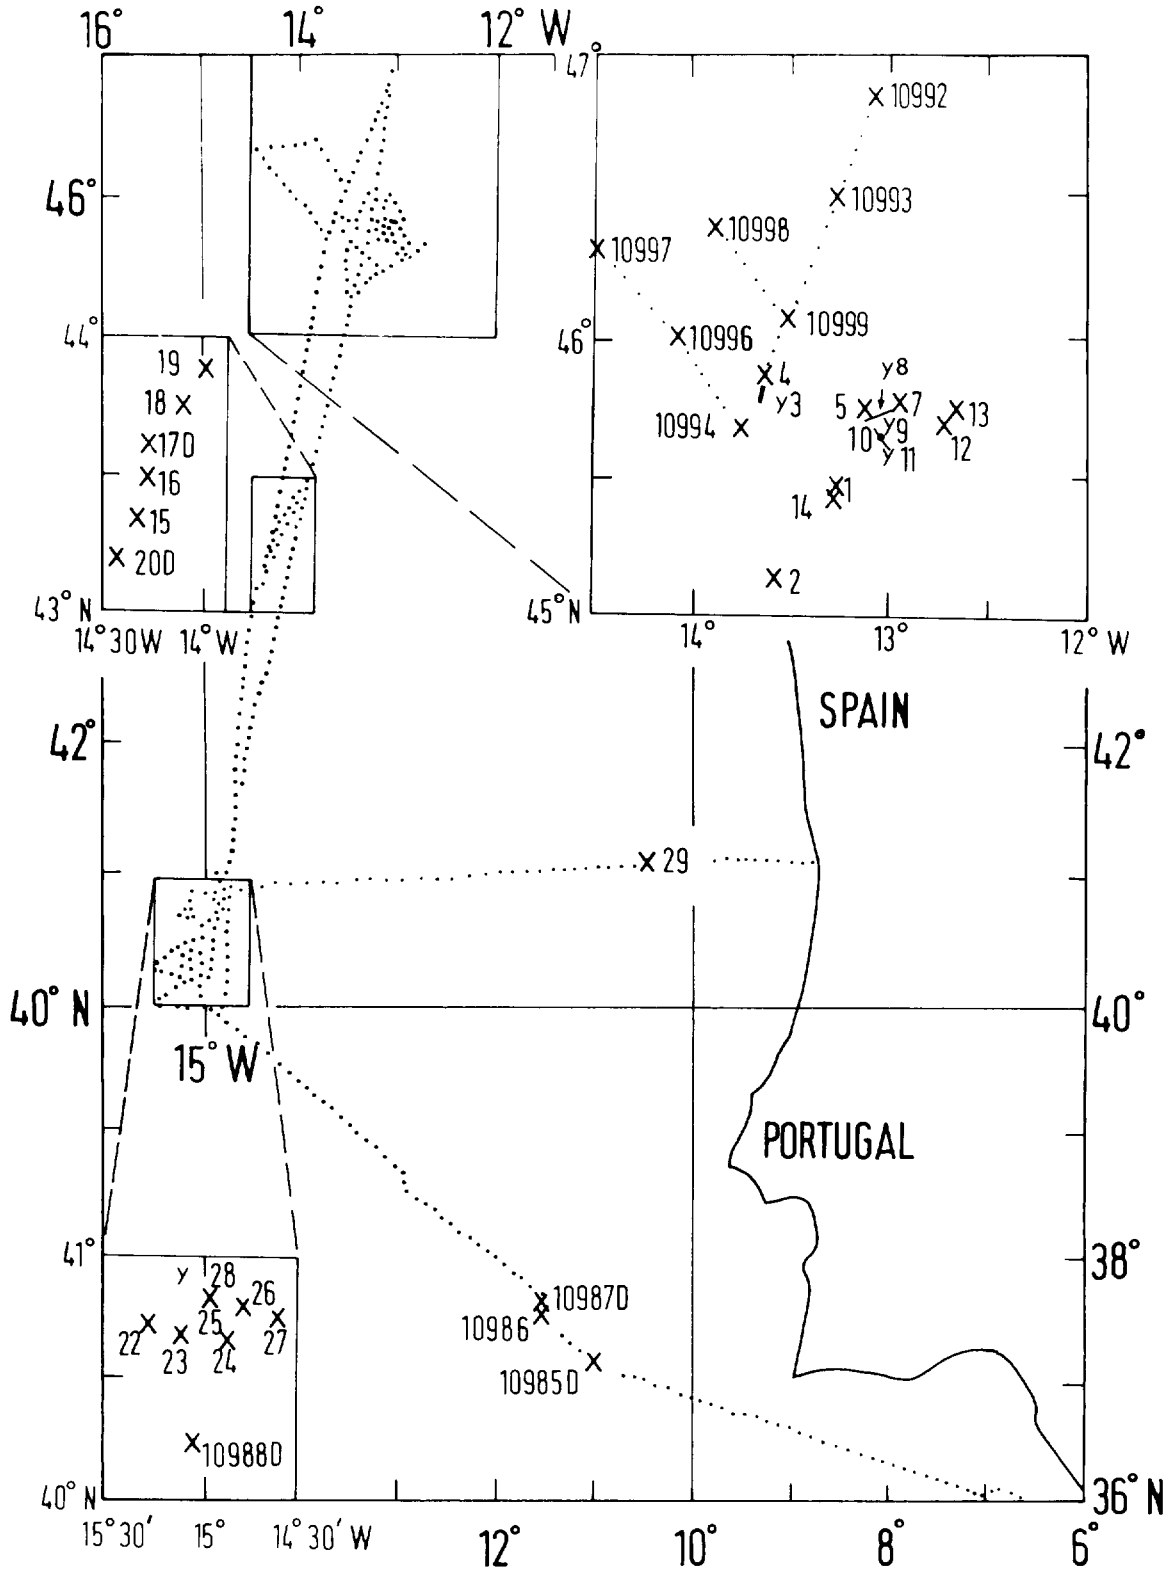 16° 14° 12° W
47°
10992
46°
10993
10998
10997
10999
10996
44°
46°
19
4
y8
18
y3
5
7
13
10994
17D
10
y9
12
y11
16
1
15
14
20D
2
43° N
45° N
14°30W 14°W
14° 13° 12° W
SPAIN
42°
42°
29
40° N
40°
15° W
PORTUGAL
41°
38°
y
28
26
10987D
22
25
27
10986
23
24
10985D
10988D
40° N
36° N
15°30' 15° 14°30' W
12° 10° 8° 6°